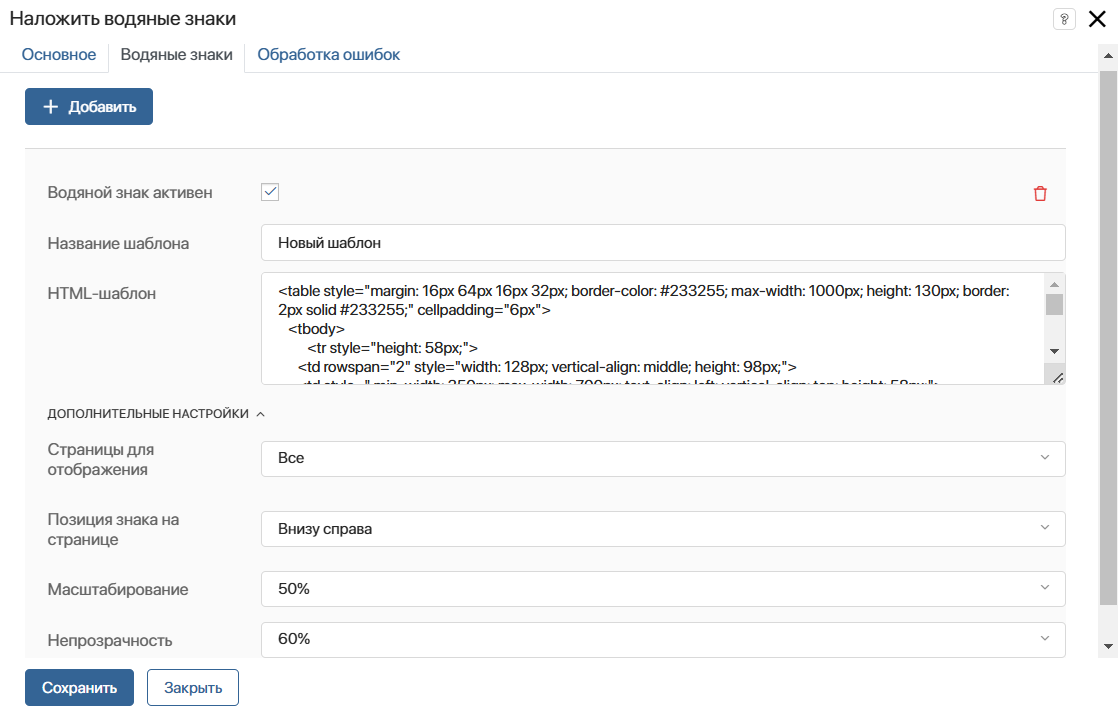 Наложить водяные знаки
?
Основное Водяные знаки Обработка ошибок
+ Добавить
Водяной знак активен
Название шаблона Новый шаблон
HTML-шаблон
<table style="margin: 16px 64px 16px 32px; border-color: #233255; max-width: 1000px; height: 130px; border:
2px solid #233255;" cellpadding="6px">
<tbody>
<tr style="height: 58px;">
<td rowspan="2" style="width: 128px; vertical-align: middle; height: 98px;">
ДОПОЛНИТЕЛЬНЫЕ НАСТРОЙКИ
Страницы для
отображения
Все
Позиция знака на
странице
Внизу справа
Масштабирование 50%
Непрозрачность 60%
Сохранить Закрыть